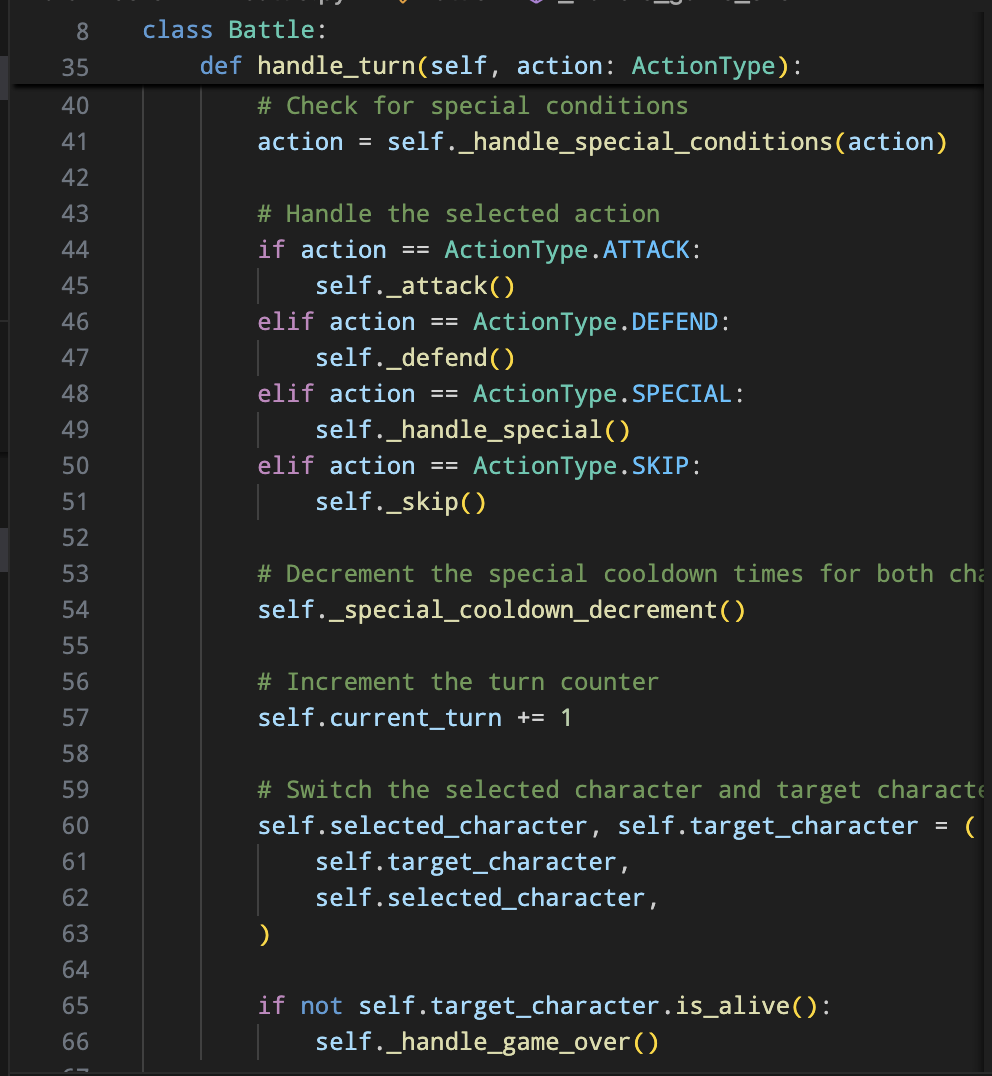 8 class Battle:
35 def handle_turn(self, action: ActionType):
40 # Check for special conditions
41 action = self._handle_special_conditions(action)
42
43 # Handle the selected action
44 if action == ActionType.ATTACK:
45 self._attack()
46 elif action == ActionType.DEFEND:
47 self._defend()
48 elif action == ActionType.SPECIAL:
49 self._handle_special()
50 elif action == ActionType.SKIP:
51 self._skip()
52
53 # Decrement the special cooldown times for both cha
54 self._special_cooldown_decrement()
55
56 # Increment the turn counter
57 self.current_turn += 1
58
59 # Switch the selected character and target characte
60 self.selected_character, self.target_character = (
61 self.target_character,
62 self.selected_character,
63 )
64
65 if not self.target_character.is_alive():
66 self._handle_game_over()